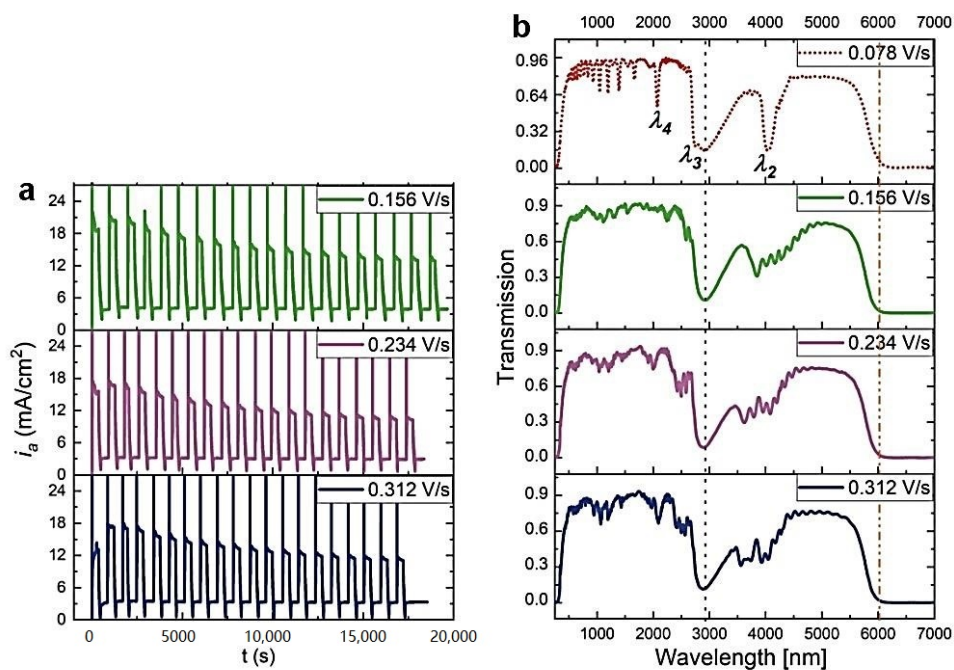 a
24
18
12
6
0
0.156 V/s
24
18
12
6
0
0.234 V/s
24
18
12
6
0
0.312 V/s
i_a (mA/cm²)
0 5000 10,000 15,000 20,000
t (s)
b
1000 2000 3000 4000 5000 6000 7000
0.96
0.64
0.32
0.00
0.078 V/s
λ₄
λ₃
λ₂
0.9
0.6
0.3
0.0
0.156 V/s
0.9
0.6
0.3
0.0
0.234 V/s
0.9
0.6
0.3
0.0
0.312 V/s
Transmission
1000 2000 3000 4000 5000 6000 7000
Wavelength [nm]